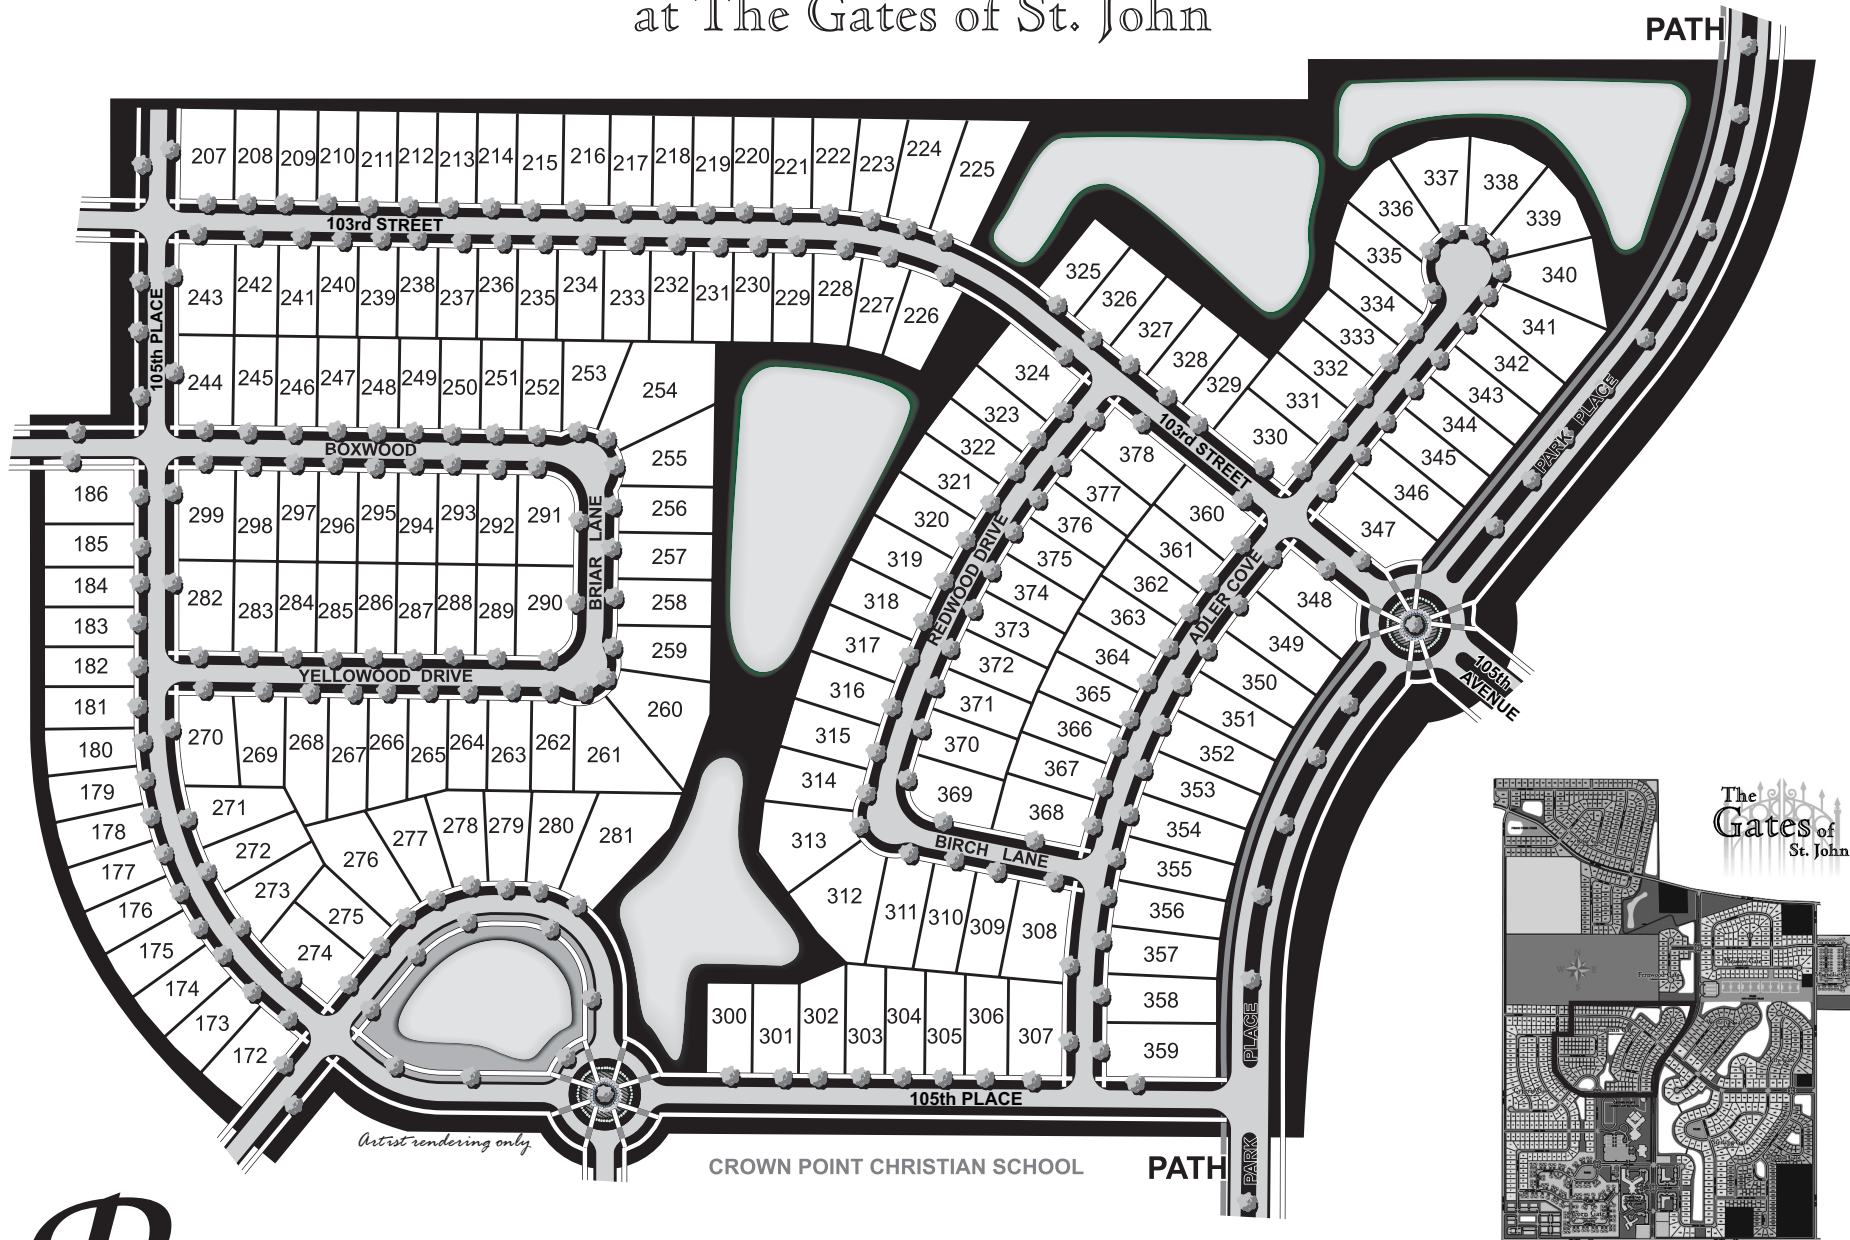 at The Gates of St. John
PATH
207 208 209 210 211 212 213 214 215 216 217 218 219 220 221 222 223 224 225
337 338
336 339
335 340
334 341
333 342
332 343
331 344
330 345
346
347
103rd STREET
325
326
327
328
329
243 242 241 240 239 238 237 236 235 234 233 232 231 230 229 228 227 226
105th PLACE
244 245 246 247 248 249 250 251 252 253 254
BOXWOOD
255
256
257
258
259
260
BRIAR LANE
299 298 297 296 295 294 293 292 291
282 283 284 285 286 287 288 289 290
YELLOWOOD DRIVE
186
185
184
183
182
181
180
179
178
177
176
175
174
173
172
270 269 268 267 266 265 264 263 262 261
271
272
273
274
275
276
277 278 279 280 281
324
323
322
321
320
319
318
317
316
315
314
313
312 311 310 309 308
REDWOOD DRIVE
103rd STREET
378
377
376
375
374
373
372
371
370
369
360
361
362
363
364
365
366
367
368
ADLER COVE
BIRCH LANE
348
349
350
351
352
353
354
355
356
357
358
359
PARK PLACE
105th
AVENUE
300 301 302 303 304 305 306 307
105th PLACE
PARK PLACE
Artist rendering only
CROWN POINT CHRISTIAN SCHOOL
PATH
The
Gates of
St. John